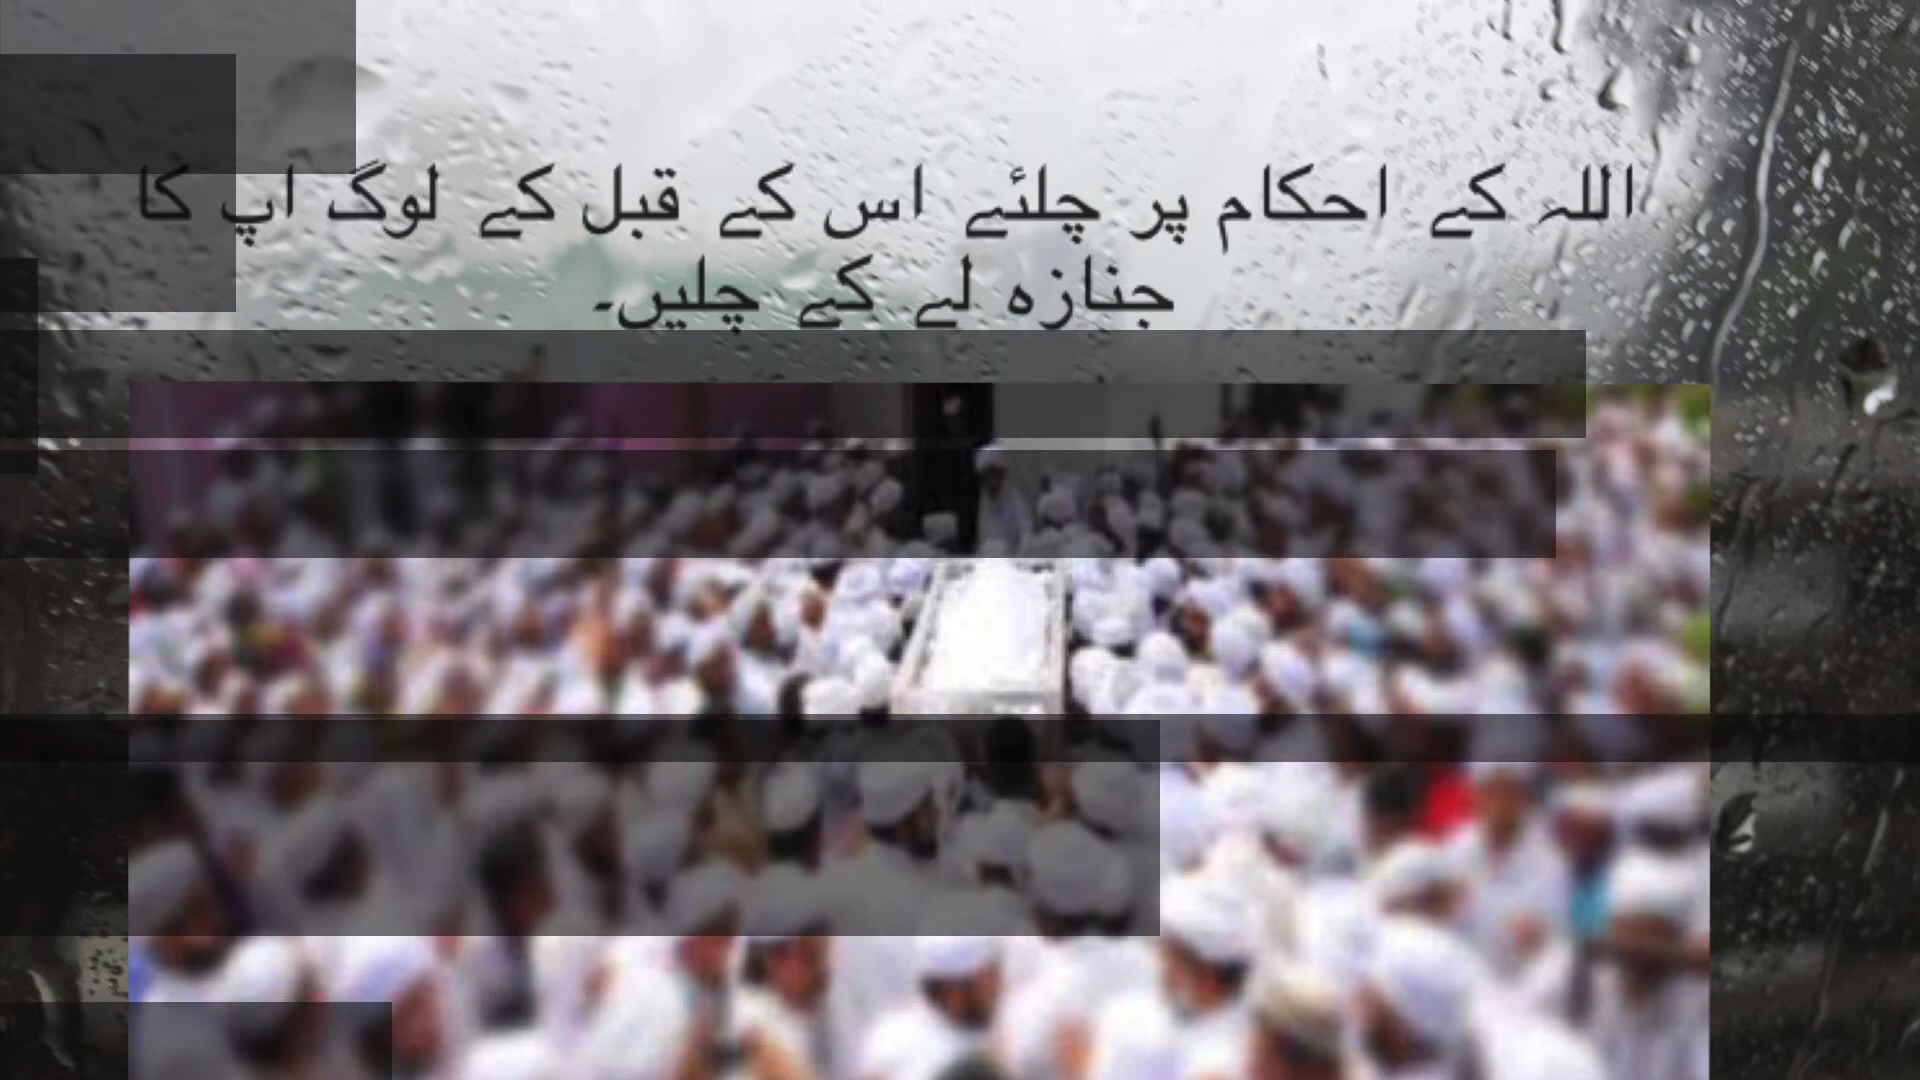 اللہ کے احکام پر چلئے اس کے قبل کے لوگ اپ کا
جنازہ لے کے چلیں۔